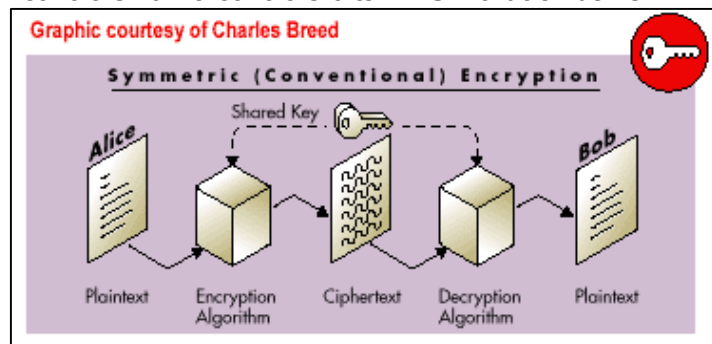 Graphic courtesy of Charles Breed
Symmetric (Conventional) Encryption
Shared Key
Alice
Bob
Plaintext
Encryption
Algorithm
Ciphertext
Decryption
Algorithm
Plaintext